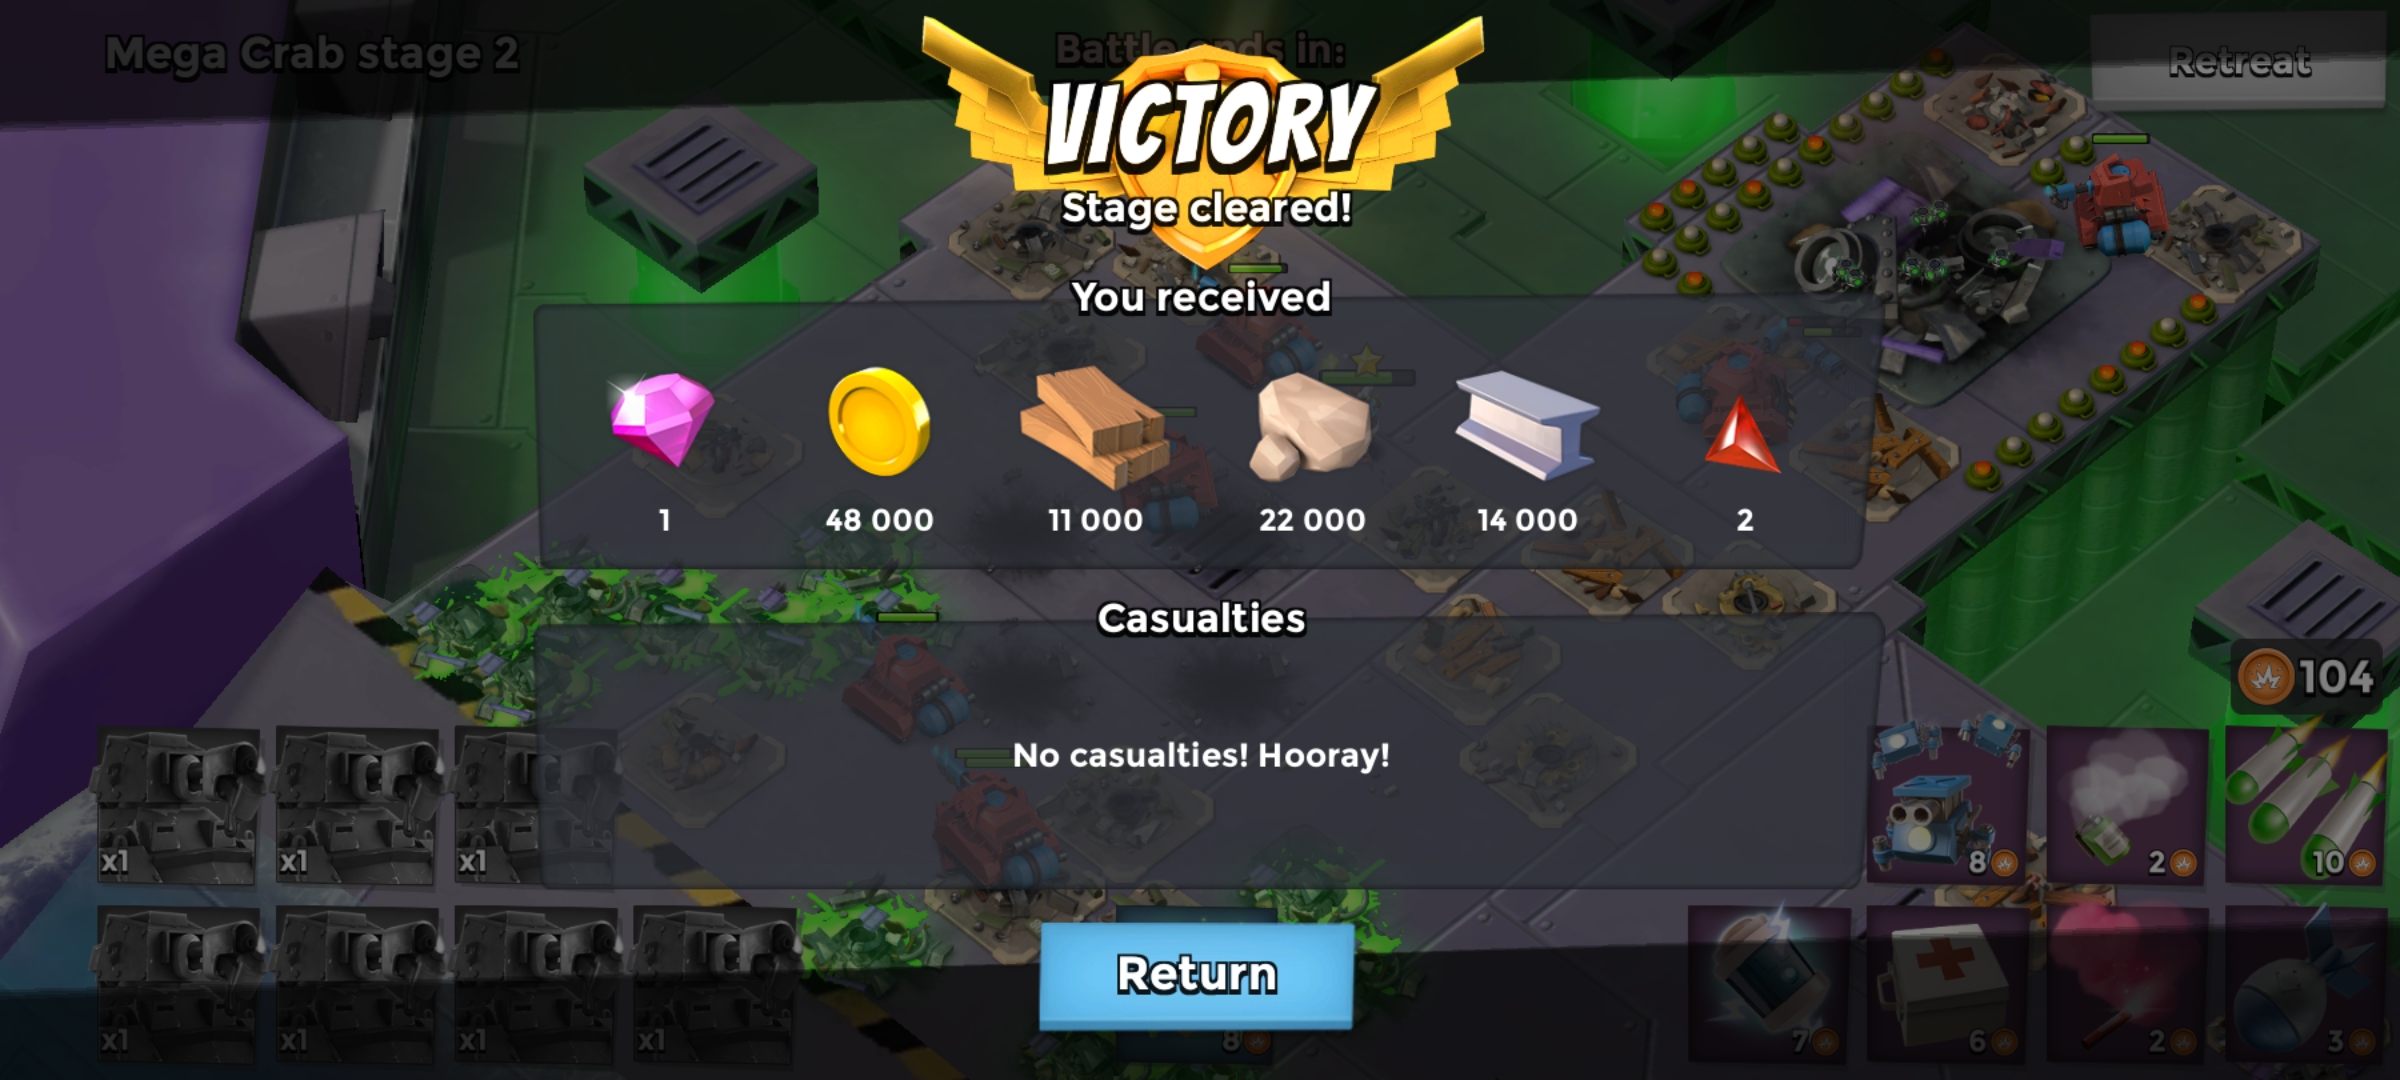 Mega Crab stage 2
Battle ends in:
Retreat
VICTORY
Stage cleared!
You received
1
48 000
11 000
22 000
14 000
2
Casualties
No casualties! Hooray!
104
x1
x1
x1
8
2
10
Return
x1
x1
x1
x1
8
7
6
2
3